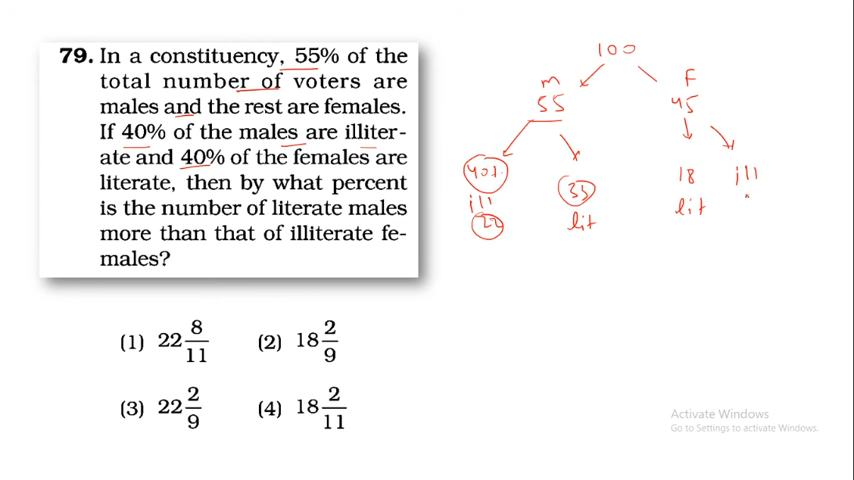 79. In a constituency, 55% of the
total number of voters are
males and the rest are females.
If 40% of the males are illiter-
ate and 40% of the females are
literate, then by what percent
is the number of literate males
more than that of illiterate fe-
males?
(1) 22 8/11 (2) 18 2/9
(3) 22 2/9 (4) 18 2/11
100
m F
55 45
40% 33 18 ill
ill lit lit
22
Activate Windows
Go to Settings to activate Windows.